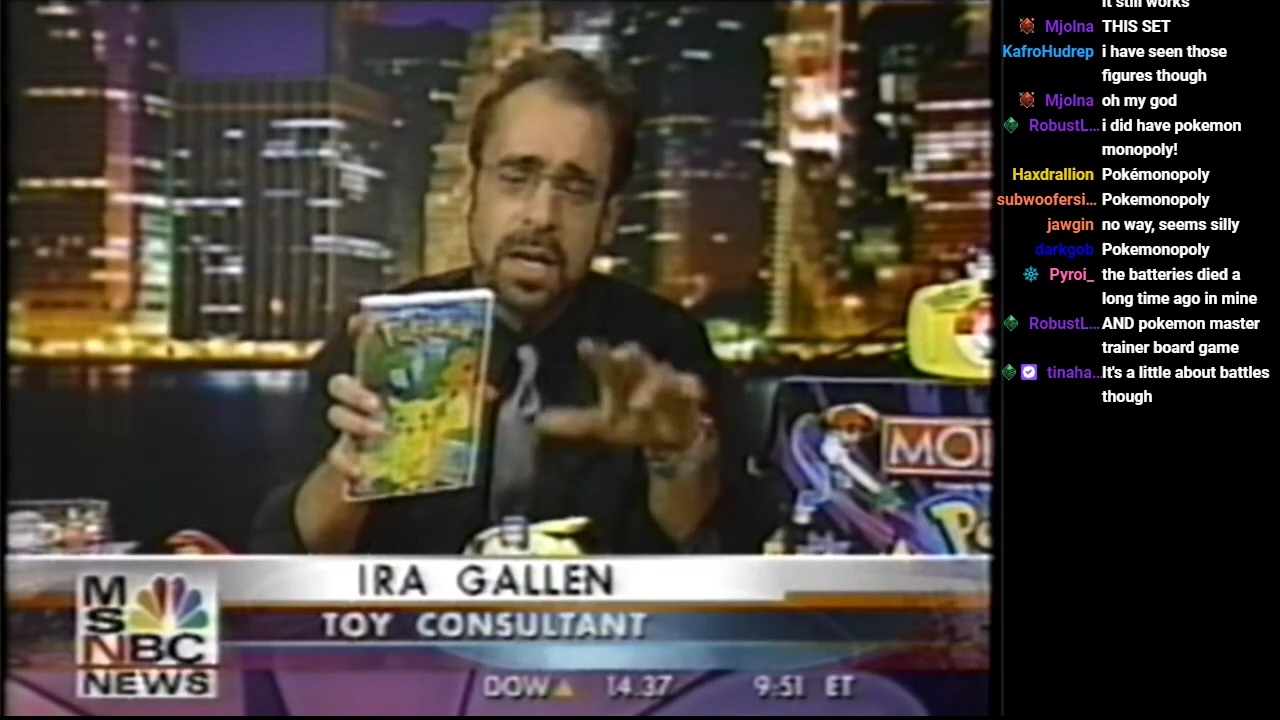 Pokémon
MO
Po
IRA GALLEN
TOY CONSULTANT
MSNBC
NEWS
DOW 14.37 9:51 ET
it still works
Mjolna THIS SET
KafroHudrep i have seen those
figures though
Mjolna oh my god
RobustL... i did have pokemon
monopoly!
Haxdrallion Pokémonopoly
subwoofersi... Pokemonopoly
jawgin no way, seems silly
darkgob Pokemonopoly
Pyroi_ the batteries died a
long time ago in mine
RobustL... AND pokemon master
trainer board game
tinaha... It's a little about battles
though